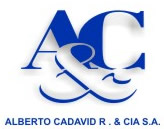 A&C
ALBERTO CADAVID R . & CIA S.A.